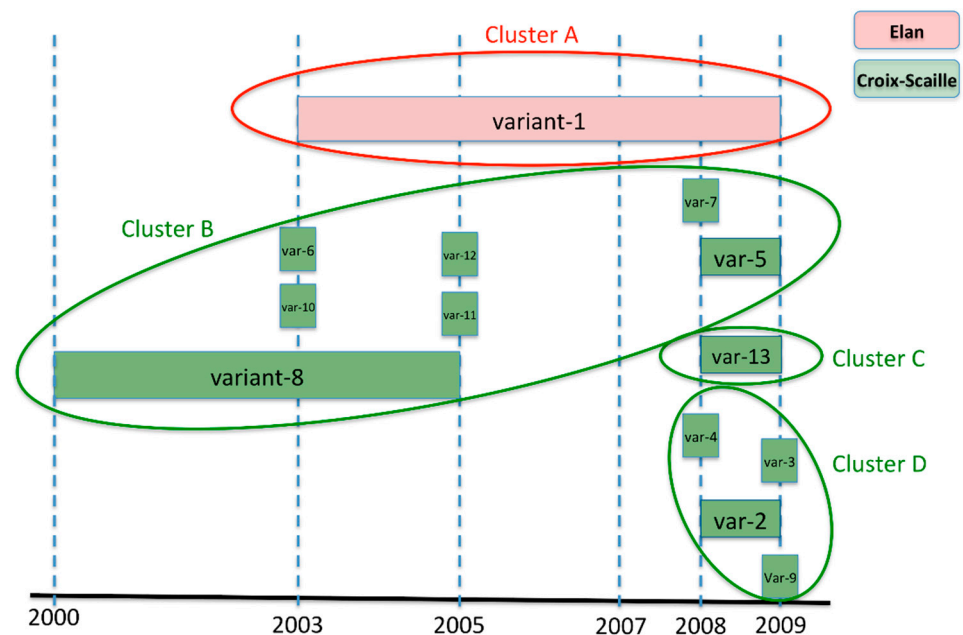 Cluster A
Elan
Croix-Scaille
variant-1
Cluster B
var-7
var-6
var-12
var-5
var-10
var-11
variant-8
var-13
Cluster C
var-4
var-3
Cluster D
var-2
Var-9
2000
2003
2005
2007
2008
2009